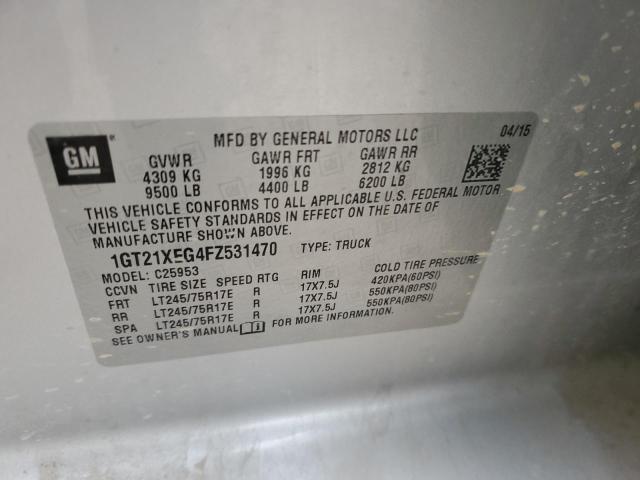 GM
MFD BY GENERAL MOTORS LLC 04/15
GVWR GAWR FRT GAWR RR
4309 KG 1996 KG 2812 KG
9500 LB 4400 LB 6200 LB
THIS VEHICLE CONFORMS TO ALL APPLICABLE U.S. FEDERAL MOTOR
VEHICLE SAFETY STANDARDS IN EFFECT ON THE DATE OF
MANUFACTURE SHOWN ABOVE.
1GT21XEG4FZ531470 TYPE: TRUCK
MODEL: C25953
CCVN TIRE SIZE SPEED RTG RIM COLD TIRE PRESSURE
FRT LT245/75R17E R 17X7.5J 420KPA(60PSI)
RR LT245/75R17E R 17X7.5J 550KPA(80PSI)
SPA LT245/75R17E R 17X7.5J 550KPA(80PSI)
SEE OWNER'S MANUAL FOR MORE INFORMATION.